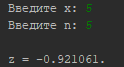 Введите x: 5
Введите n: 5
z = -0.921061.